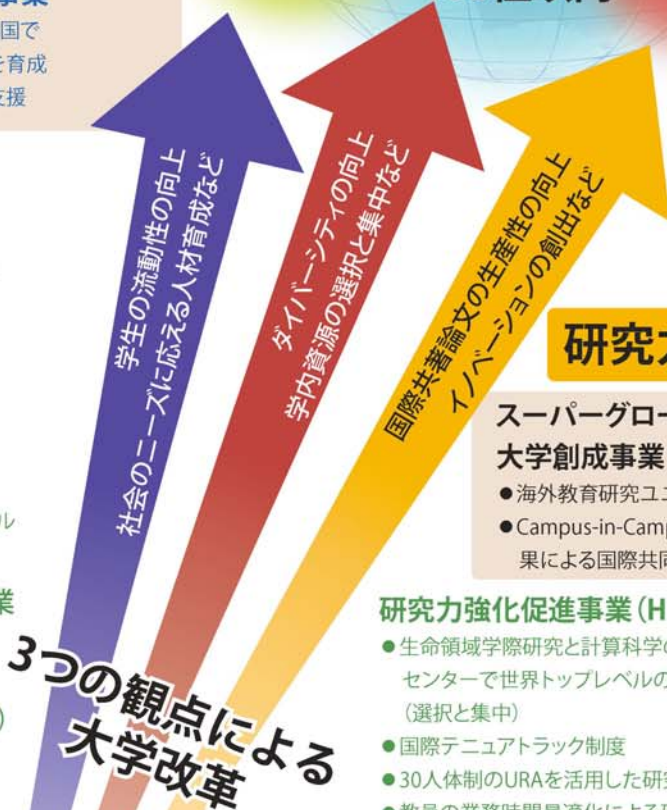 国で
を育成
支援
学生の流動性の向上
社会のニーズに応える人材育成など
ダイバーシティの向上
学内資源の選択と集中など
国際共著論文の生産性の向上
イノベーションの創出など
研究
スーパーグロー
大学創成事業
●海外教育研究ユニ
●Campus-in-Camp
果による国際共同
ル
業
研究力強化促進事業(H
●生命領域学際研究と計算科学の
センターで世界トップレベルの
(選択と集中)
)
●国際テニュアトラック制度
●30人体制のURAを活用した研究
3つの観点による
大学改革